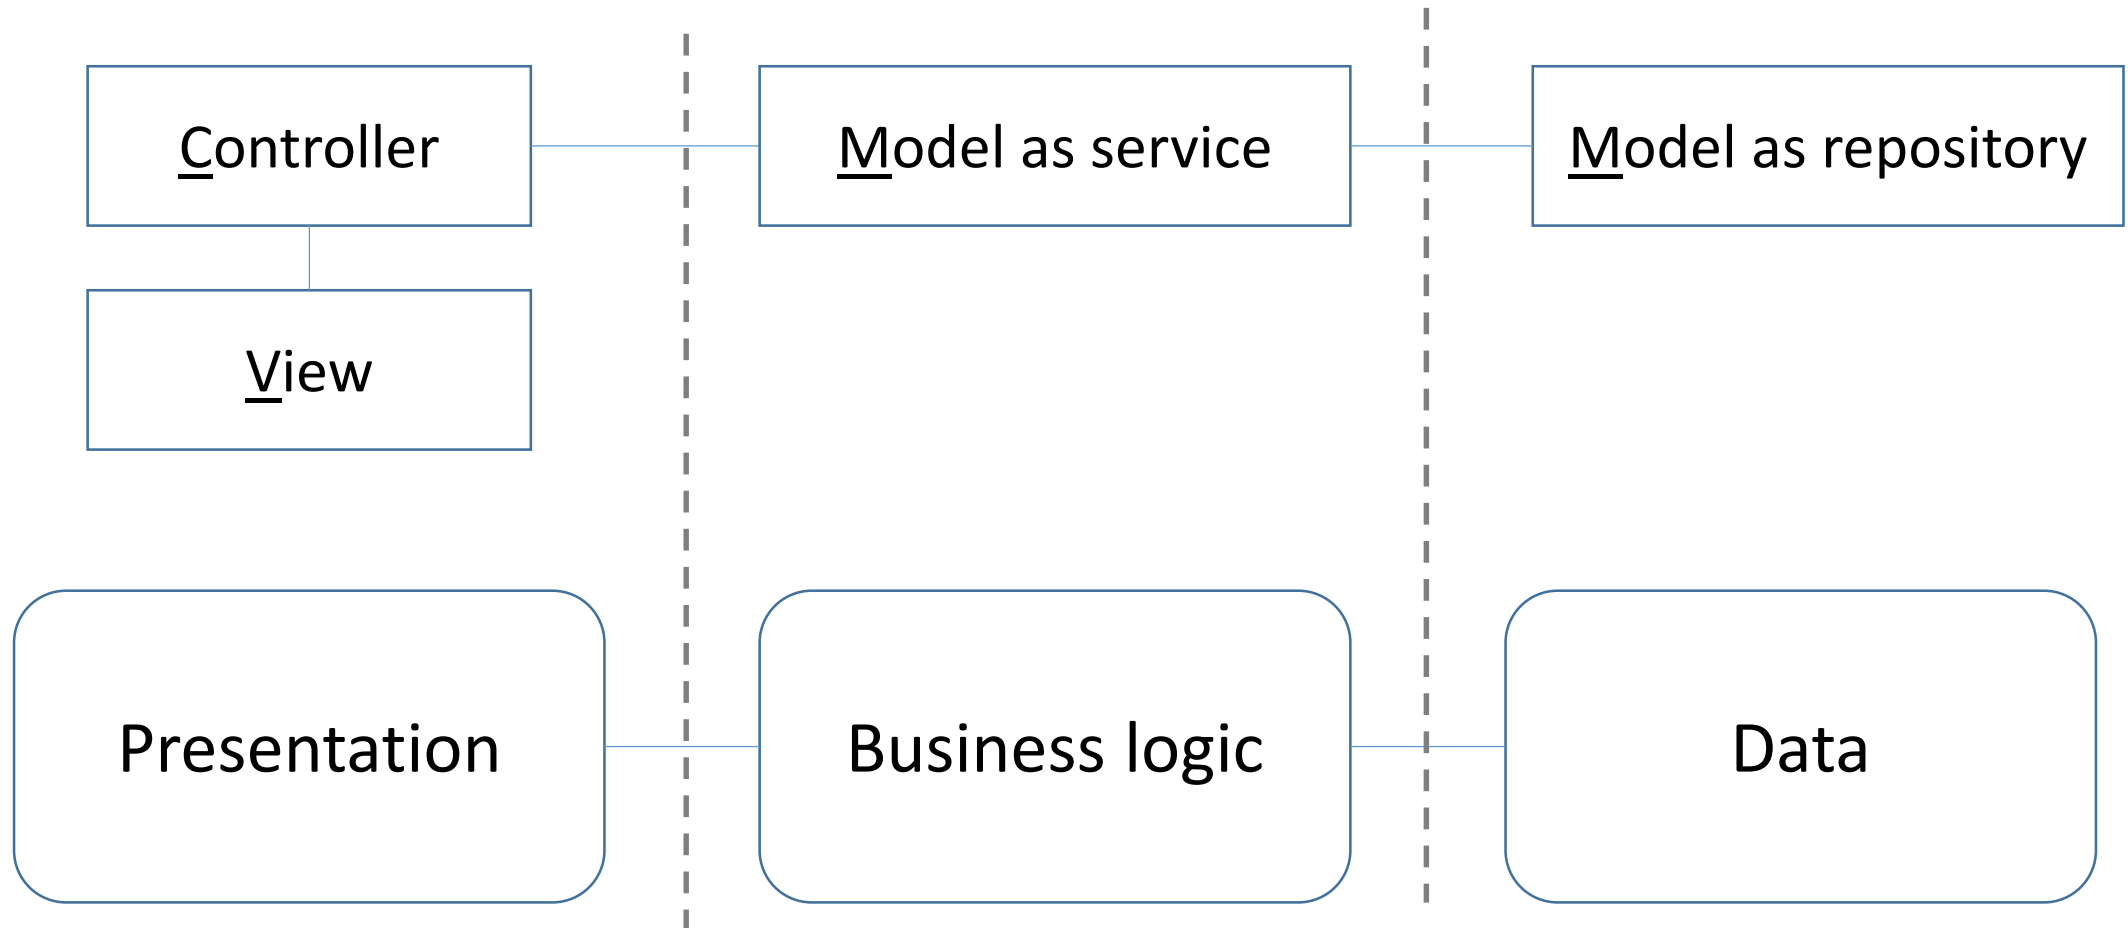 Controller
Model as service
Model as repository
View
Presentation
Business logic
Data